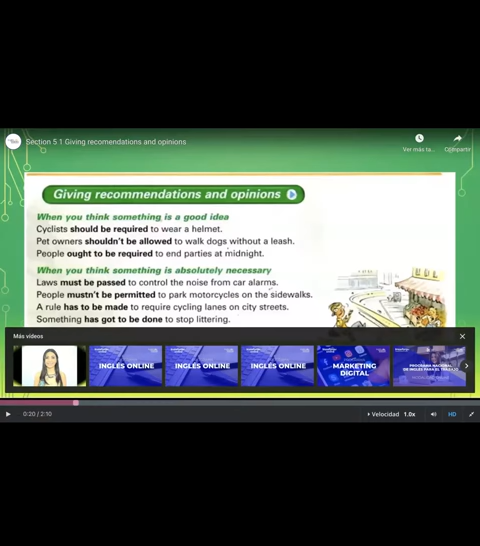 Section 5 1 Giving recomendations and opinions
Ver más ta...
Compartir
Giving recommendations and opinions
When you think something is a good idea
Cyclists should be required to wear a helmet.
Pet owners shouldn't be allowed to walk dogs without a leash.
People ought to be required to end parties at midnight.
When you think something is absolutely necessary
Laws must be passed to control the noise from car alarms.
People mustn't be permitted to park motorcycles on the sidewalks.
A rule has to be made to require cycling lanes on city streets.
Something has got to be done to stop littering.
Más vídeos
INGLÉS ONLINE
INGLÉS ONLINE
INGLÉS ONLINE
MARKETING
DIGITAL
PROGRAMA NACIONAL
DE INGLÉS PARA EL TRABAJO
0:20 / 2:10
Velocidad 1.0x
HD